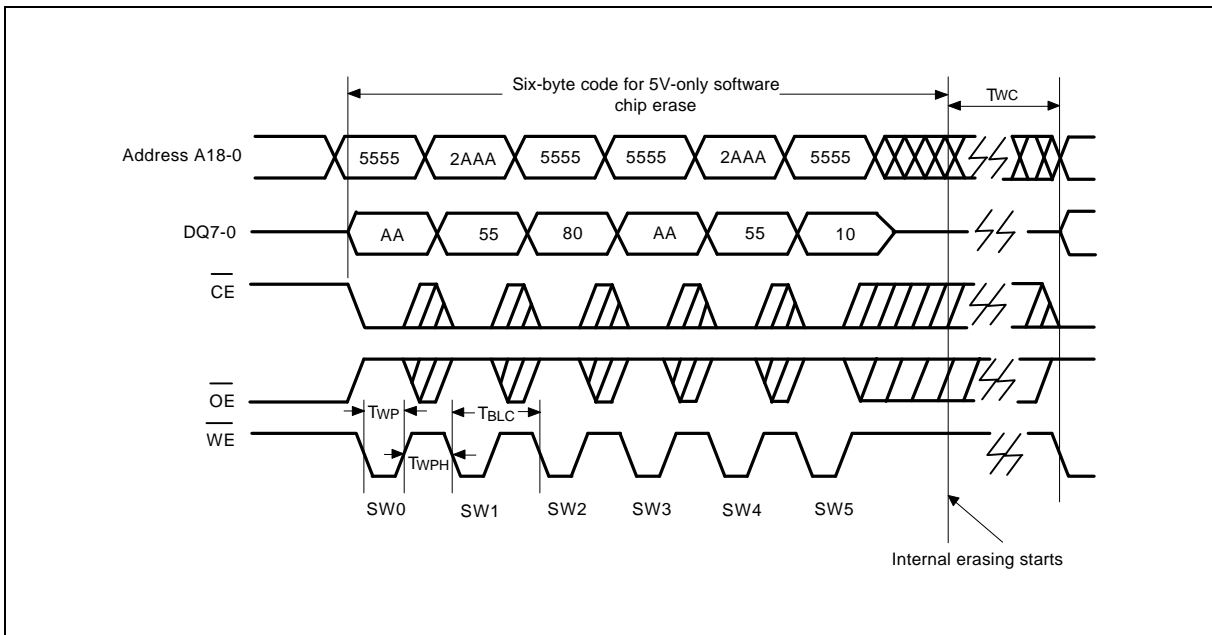 Six-byte code for 5V-only software
chip erase
TWC
Address A18-0
5555
2AAA
5555
5555
2AAA
5555
DQ7-0
AA
55
80
AA
55
10
CE
OE
TWP
TBLC
WE
TWPH
SW0
SW1
SW2
SW3
SW4
SW5
Internal erasing starts